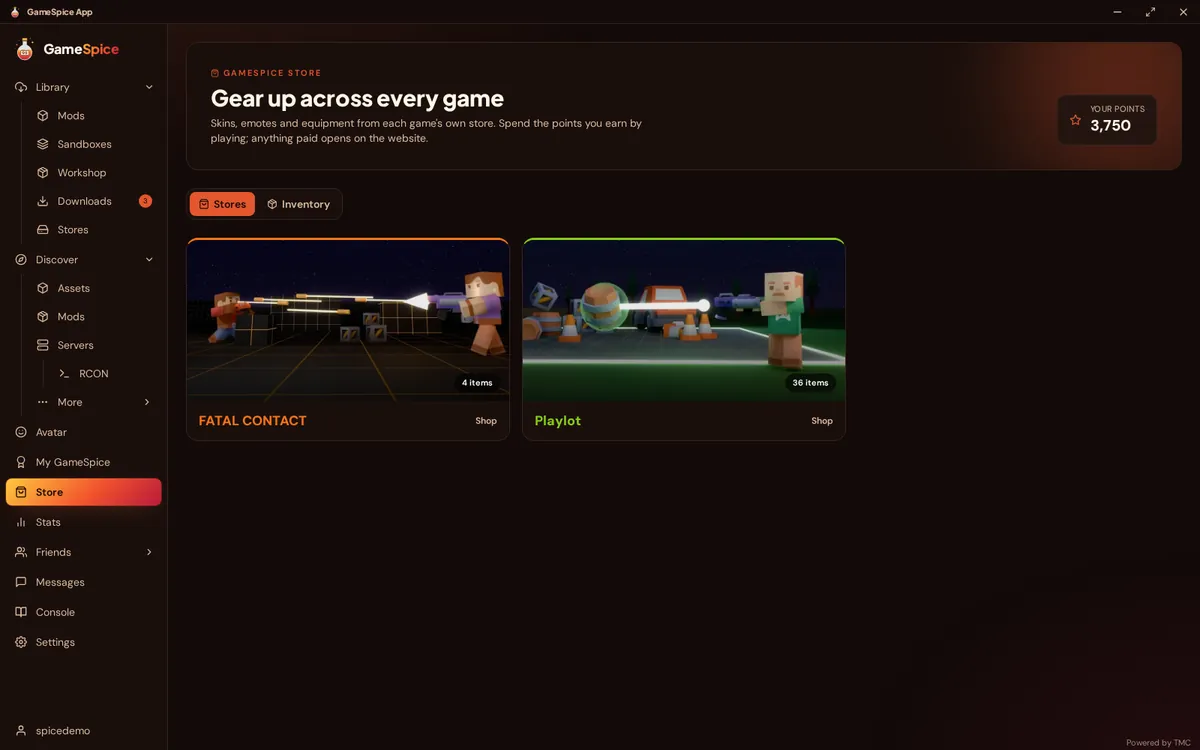 GameSpice App
GameSpice
Library
Mods
Sandboxes
Workshop
Downloads
3
Stores
Discover
Assets
Mods
Servers
RCON
More
Avatar
My GameSpice
Store
Stats
Friends
Messages
Console
Settings
spicedemo
GAMESPICE STORE
Gear up across every game
Skins, emotes and equipment from each game's own store. Spend the points you earn by
playing; anything paid opens on the website.
YOUR POINTS
3,750
Stores
Inventory
4 items
FATAL CONTACT
Shop
36 items
Playlot
Shop
Powered by TMC